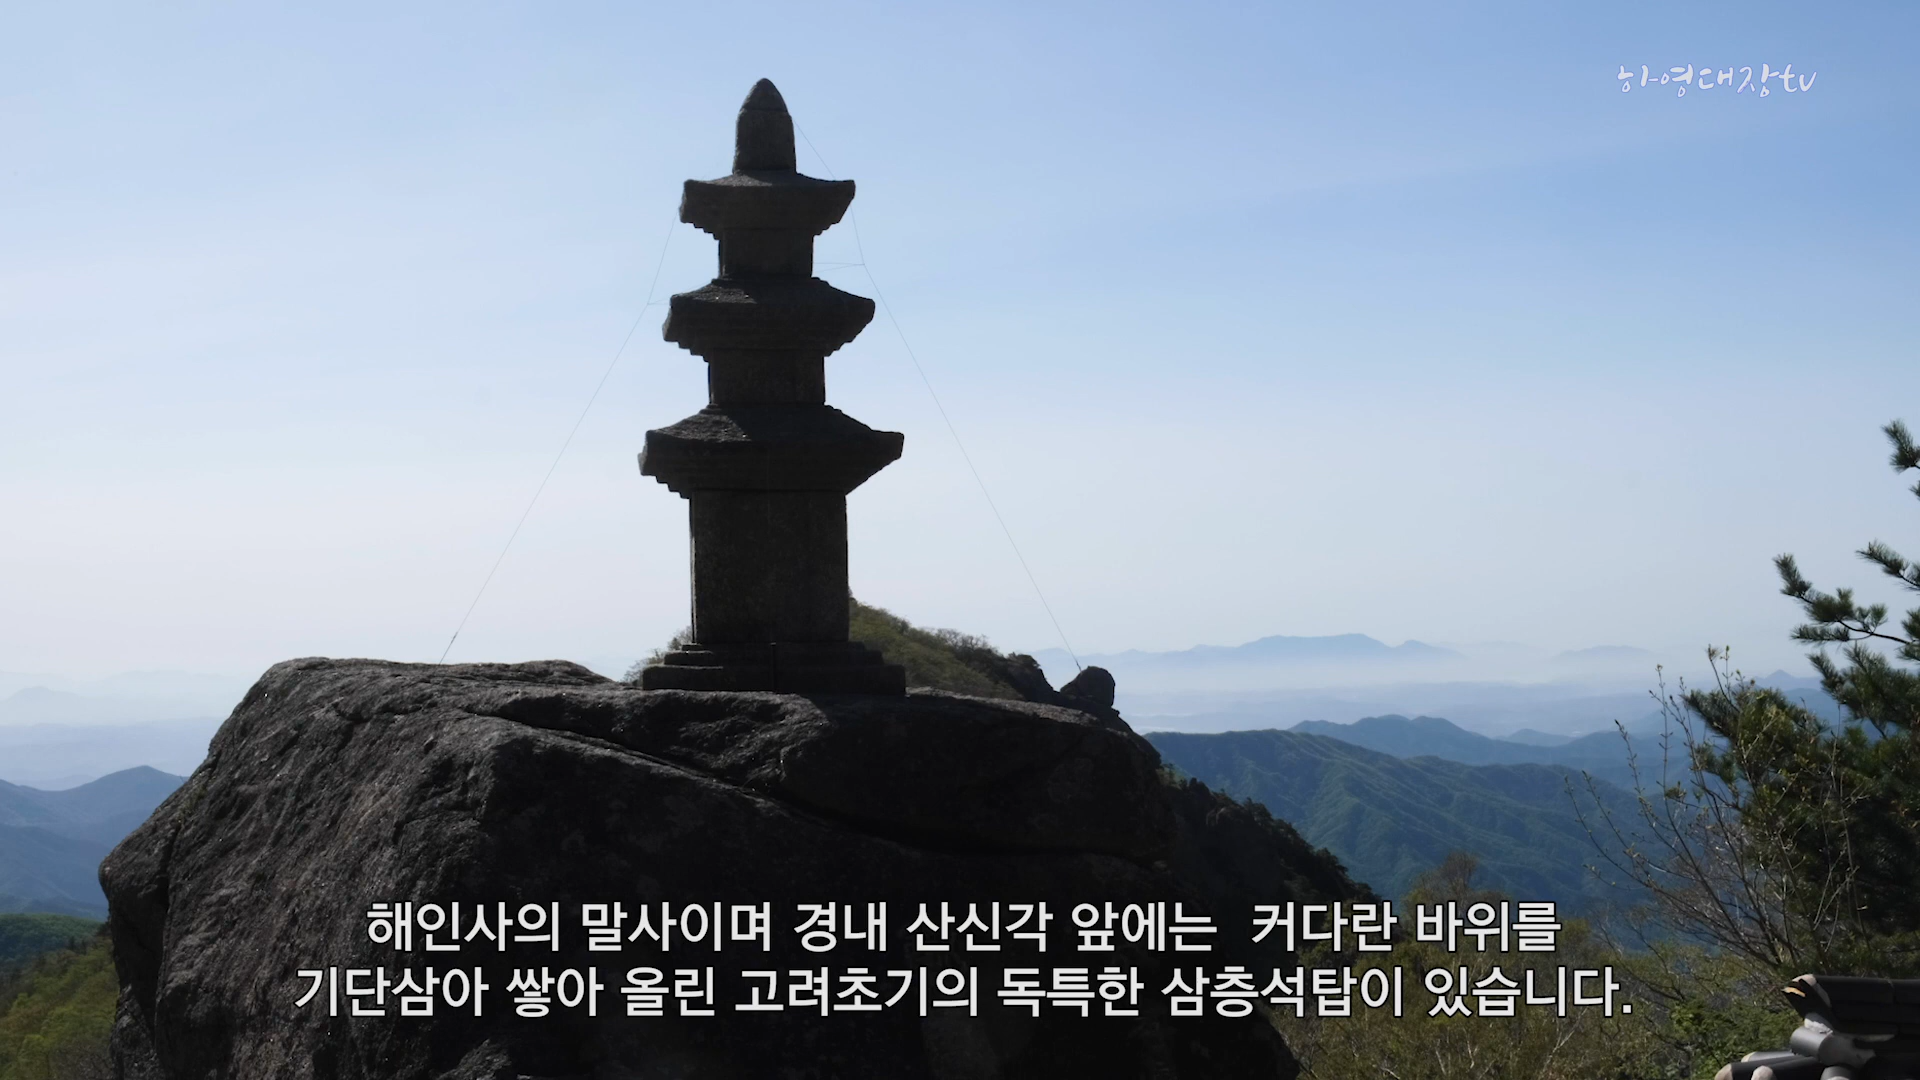 하영대장tv
해인사의 말사이며 경내 산신각 앞에는 커다란 바위를
기단삼아 쌓아 올린 고려초기의 독특한 삼층석탑이 있습니다.